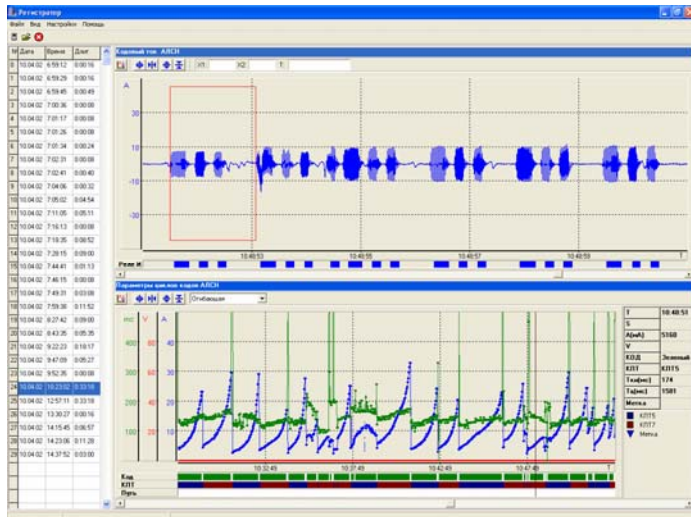 Регистратор
Файл Вид Настройки Помощь
№ Дата Время Длит
0 10.04.02 6:59:12 0:00:16
1 10.04.02 6:59:29 0:00:16
2 10.04.02 6:59:45 0:00:49
3 10.04.02 7:00:36 0:00:08
4 10.04.02 7:01:17 0:00:08
5 10.04.02 7:01:26 0:00:08
6 10.04.02 7:01:34 0:00:24
7 10.04.02 7:02:31 0:00:08
8 10.04.02 7:02:41 0:00:40
9 10.04.02 7:04:06 0:00:32
10 10.04.02 7:05:02 0:04:54
11 10.04.02 7:11:05 0:05:11
12 10.04.02 7:16:13 0:00:08
13 10.04.02 7:18:35 0:08:52
14 10.04.02 7:28:15 0:09:00
15 10.04.02 7:44:41 0:01:13
16 10.04.02 7:46:15 0:00:08
17 10.04.02 7:49:31 0:03:08
18 10.04.02 7:59:38 0:11:52
19 10.04.02 8:27:42 0:09:00
20 10.04.02 8:43:35 0:05:35
21 10.04.02 9:22:23 0:18:17
22 10.04.02 9:47:09 0:05:27
23 10.04.02 9:52:35 0:00:08
24 10.04.02 10:23:52 0:33:18
25 10.04.02 12:57:11 0:33:18
26 10.04.02 13:30:27 0:00:16
27 10.04.02 14:15:45 0:06:57
28 10.04.02 14:23:06 0:11:28
29 10.04.02 14:37:52 0:03:00
Кодовый ток АЛСН
X1: X2: T:
A
30
10
-10
-30
10:48:53 10:48:55 10:48:57 10:48:59 T
Реле И
Параметры циклов кодов АЛСН
Огибающая
мс V A
400 80 40
300 60 30
200 40 20
100 20 10
10:32:49 10:37:49 10:42:49 10:47:49 T
Код
КПТ
Путь
T 10:48:51
S
A(мА) 5160
V
КОД Зеленый
КПТ КПТ5
Тки(мс) 174
Тц(мс) 1581
Метка
КПТ5
КПТ7
Метка